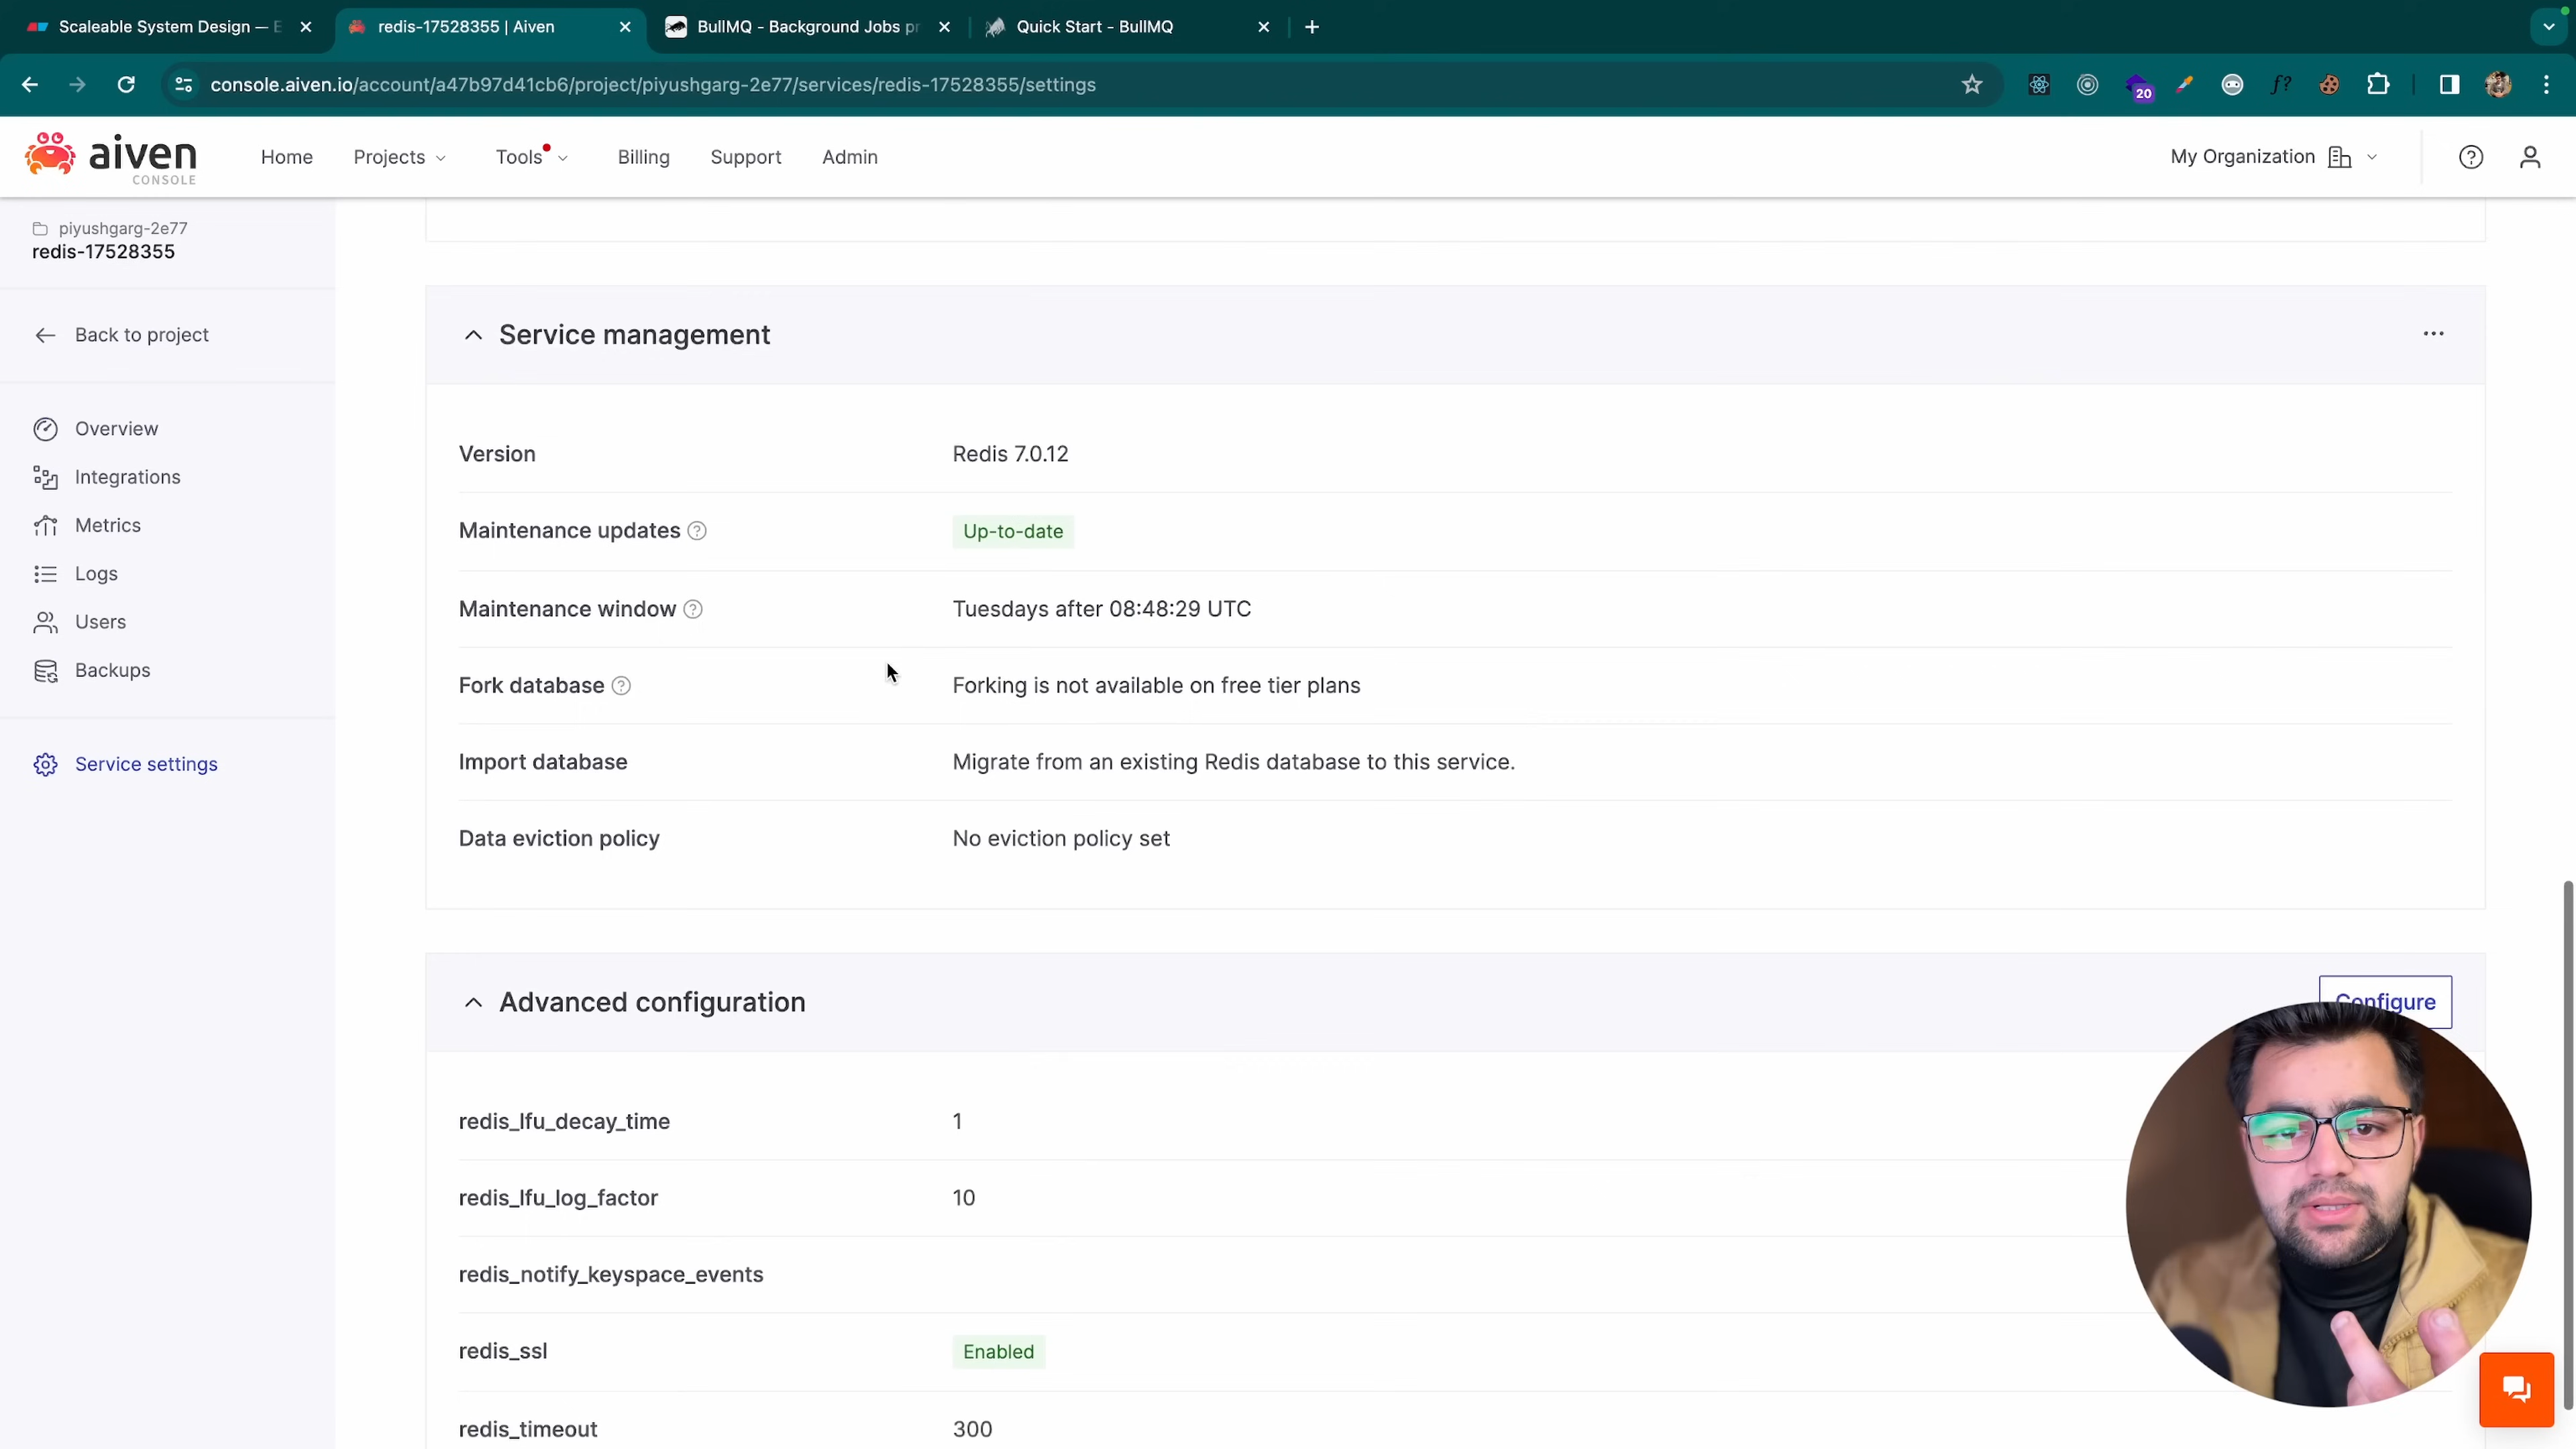 Scaleable System Design — E
redis-17528355 | Aiven
BullMQ - Background Jobs pr
Quick Start - BullMQ
console.aiven.io/account/a47b97d41cb6/project/piyushgarg-2e77/services/redis-17528355/settings
20
f?
aiven
CONSOLE
Home
Projects
Tools
Billing
Support
Admin
My Organization
piyushgarg-2e77
redis-17528355
Back to project
Overview
Integrations
Metrics
Logs
Users
Backups
Service settings
Service management
Version
Redis 7.0.12
Maintenance updates
Up-to-date
Maintenance window
Tuesdays after 08:48:29 UTC
Fork database
Forking is not available on free tier plans
Import database
Migrate from an existing Redis database to this service.
Data eviction policy
No eviction policy set
Advanced configuration
Configure
redis_lfu_decay_time
1
redis_lfu_log_factor
10
redis_notify_keyspace_events
redis_ssl
Enabled
redis_timeout
300